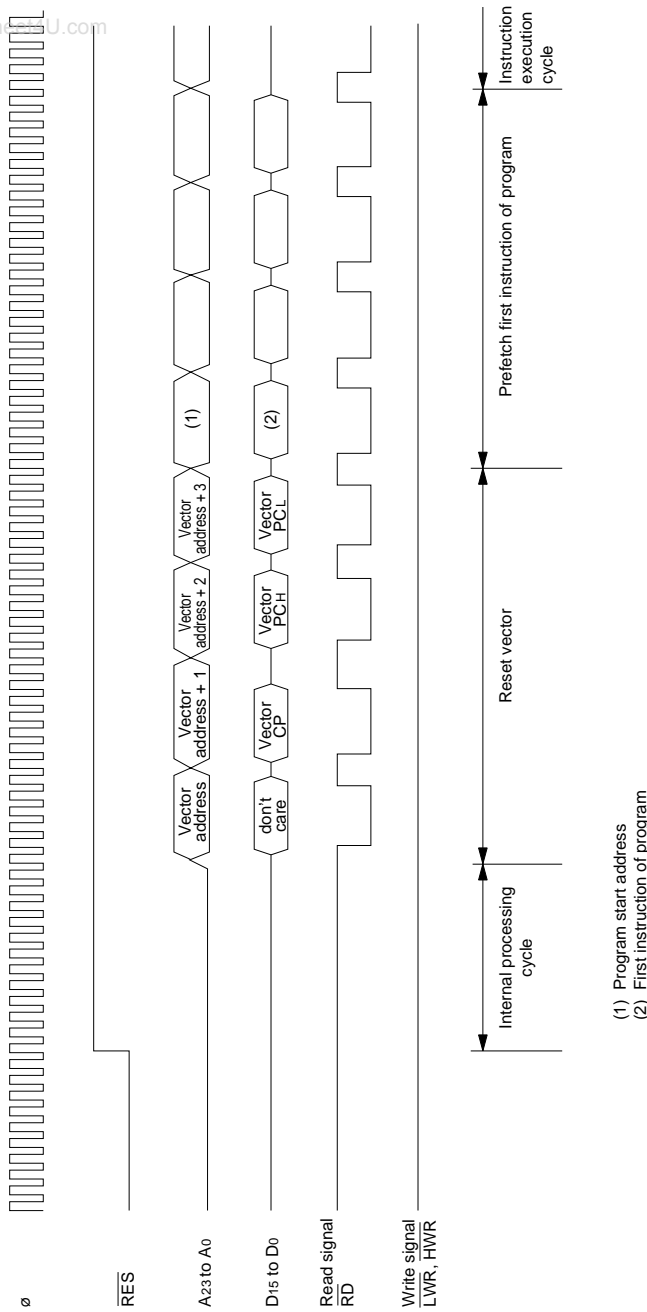 eet4U.com
ø
RES
A23 to A0
Vector
address
Vector
address + 1
Vector
address + 2
Vector
address + 3
(1)
D15 to D0
don't
care
Vector
CP
Vector
PCH
Vector
PCL
(2)
Read signal
RD
Write signal
LWR, HWR
Internal processing
cycle
Reset vector
Prefetch first instruction of program
Instruction
execution
cycle
(1) Program start address
(2) First instruction of program